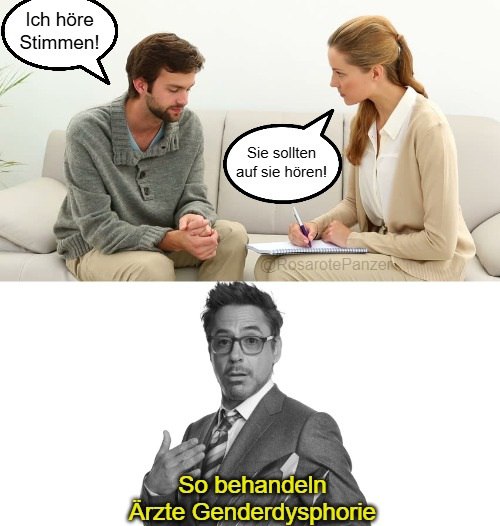 Ich höre
Stimmen!
Sie sollten
auf sie hören!
@RosarotePanzer
So behandeln
Ärzte Genderdysphorie